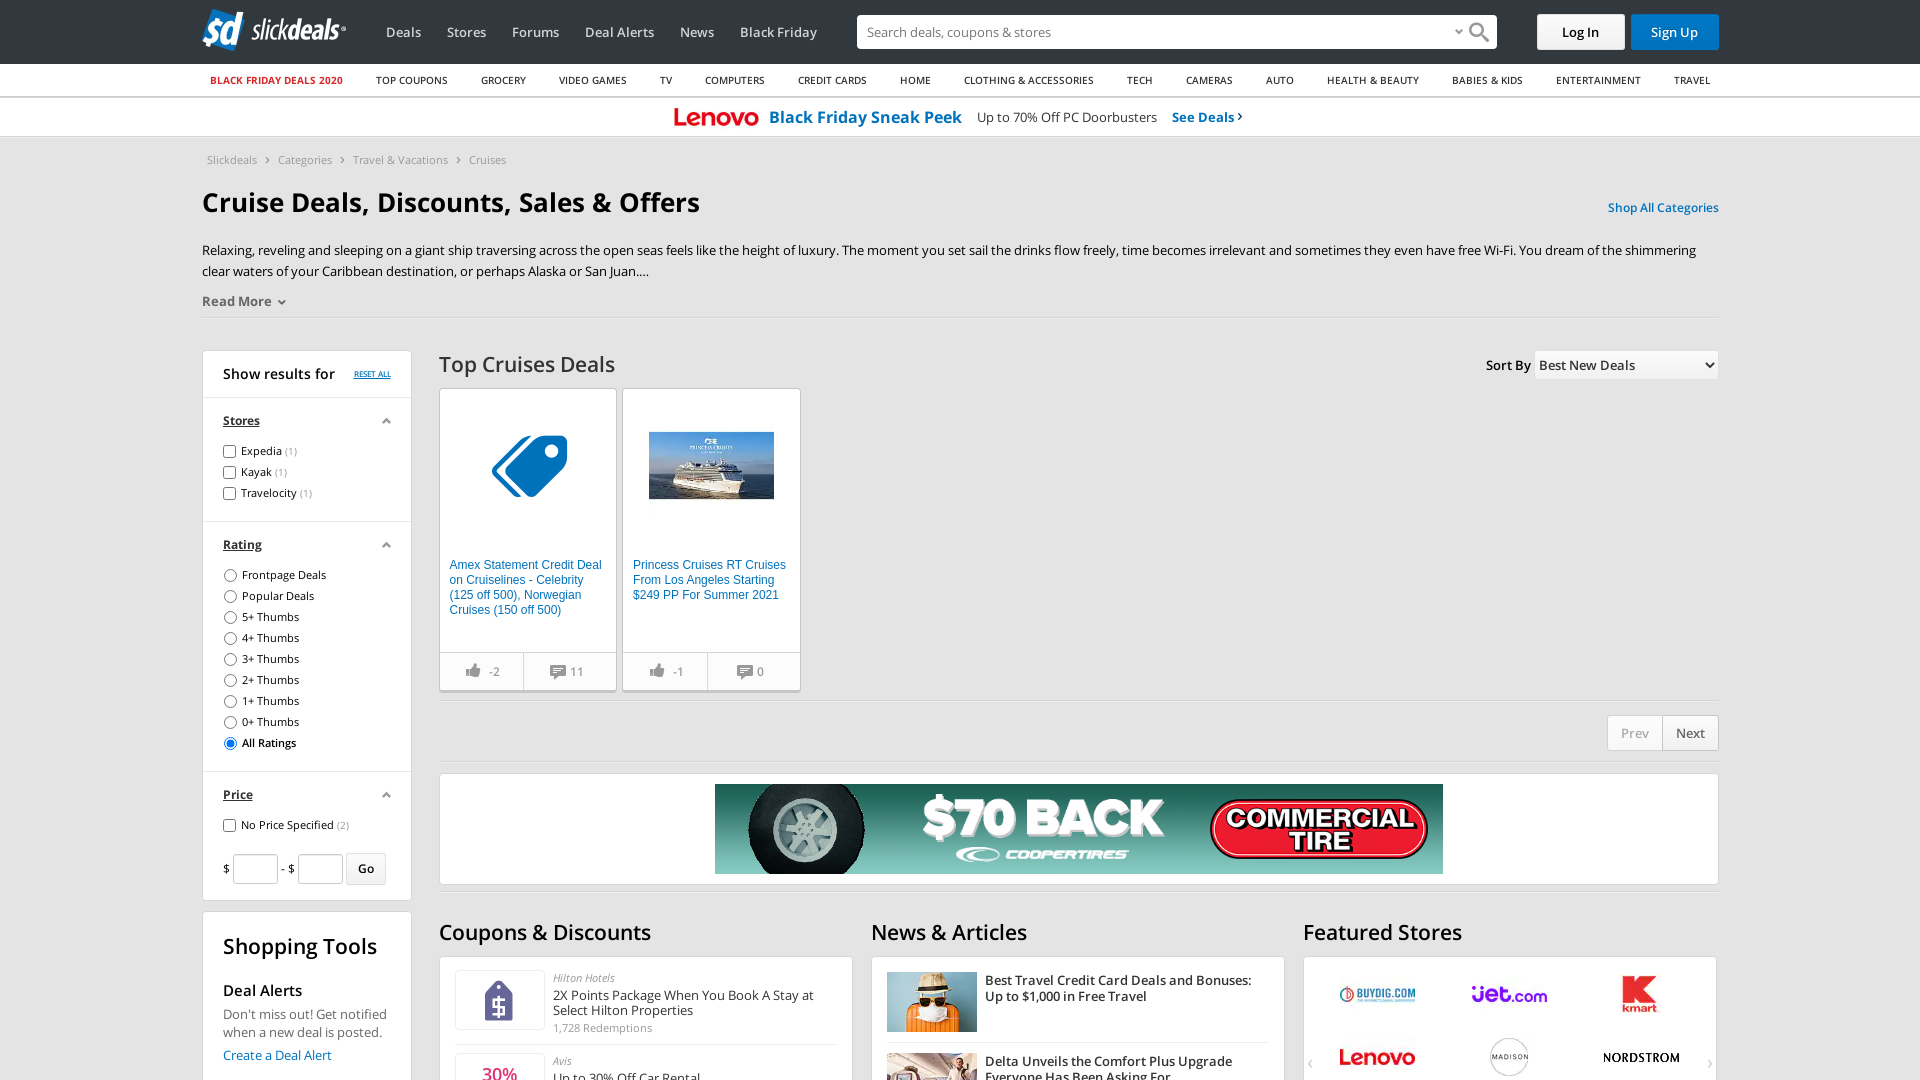 slickdeals
Deals Stores Forums Deal Alerts News Black Friday
Search deals, coupons & stores
Log In Sign Up
BLACK FRIDAY DEALS 2020 TOP COUPONS GROCERY VIDEO GAMES TV COMPUTERS CREDIT CARDS HOME CLOTHING & ACCESSORIES TECH CAMERAS AUTO HEALTH & BEAUTY BABIES & KIDS ENTERTAINMENT TRAVEL
Lenovo Black Friday Sneak Peek Up to 70% Off PC Doorbusters See Deals
Slickdeals Categories Travel & Vacations Cruises
Cruise Deals, Discounts, Sales & Offers
Shop All Categories
Relaxing, reveling and sleeping on a giant ship traversing across the open seas feels like the height of luxury. The moment you set sail the drinks flow freely, time becomes irrelevant and sometimes they even have free Wi-Fi. You dream of the shimmering
clear waters of your Caribbean destination, or perhaps Alaska or San Juan.…
Read More
Show results for RESET ALL
Stores
Expedia (1)
Kayak (1)
Travelocity (1)
Rating
Frontpage Deals
Popular Deals
5+ Thumbs
4+ Thumbs
3+ Thumbs
2+ Thumbs
1+ Thumbs
0+ Thumbs
All Ratings
Price
No Price Specified (2)
$ - $ Go
Shopping Tools
Deal Alerts
Don't miss out! Get notified
when a new deal is posted.
Create a Deal Alert
Top Cruises Deals
Sort By Best New Deals
Amex Statement Credit Deal
on Cruiselines - Celebrity
(125 off 500), Norwegian
Cruises (150 off 500)
-2 11
PRINCESS CRUISES
Princess Cruises RT Cruises
From Los Angeles Starting
$249 PP For Summer 2021
-1 0
Prev Next
$70 BACK
COOPERTIRES
COMMERCIAL
TIRE
Coupons & Discounts
Hilton Hotels
2X Points Package When You Book A Stay at
Select Hilton Properties
1,728 Redemptions
30%
Avis
Up to 30% Off Car Rental
News & Articles
Best Travel Credit Card Deals and Bonuses:
Up to $1,000 in Free Travel
Delta Unveils the Comfort Plus Upgrade
Everyone Has Been Asking For
Featured Stores
BUYDIG.COM
Jet.com
kmart
Lenovo
MADISON
NORDSTROM